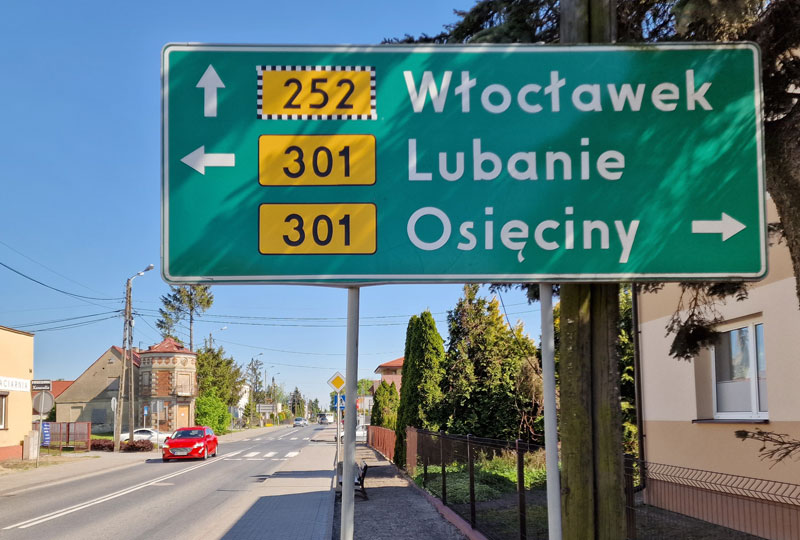 252 Włocławek
301 Lubanie
301 Osięciny